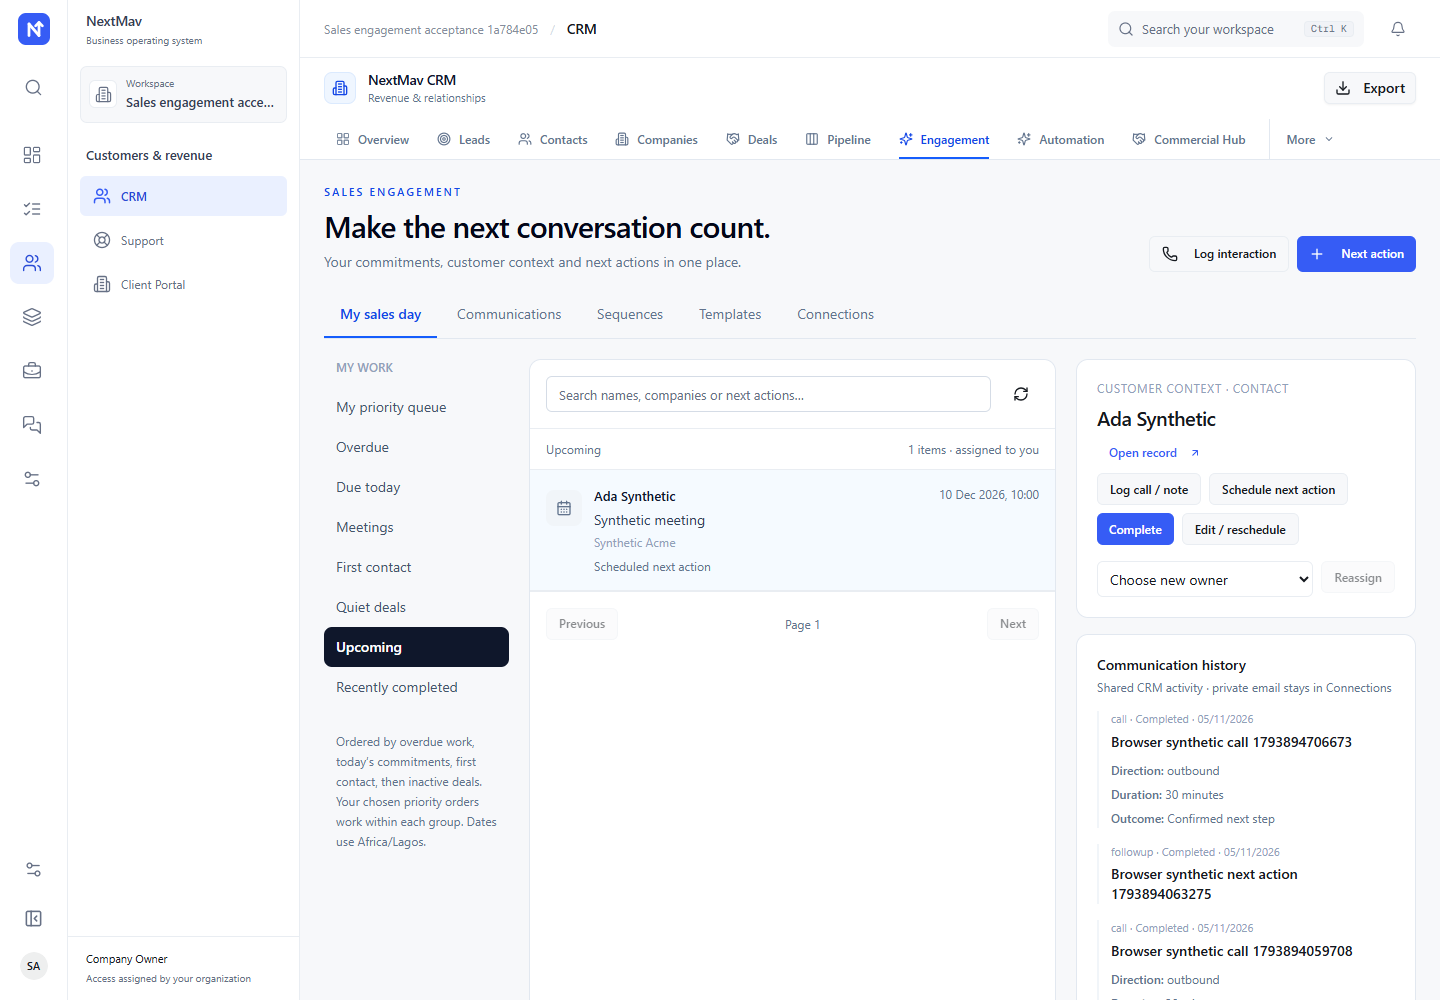 NextMav
Business operating system
Workspace
Sales engagement acce...
Customers & revenue
CRM
Support
Client Portal
Company Owner
Access assigned by your organization
SA
Sales engagement acceptance 1a784e05 / CRM
Search your workspace Ctrl K
NextMav CRM
Revenue & relationships
Export
Overview Leads Contacts Companies Deals Pipeline Engagement Automation Commercial Hub More
SALES ENGAGEMENT
Make the next conversation count.
Your commitments, customer context and next actions in one place.
Log interaction
Next action
My sales day Communications Sequences Templates Connections
MY WORK
My priority queue
Overdue
Due today
Meetings
First contact
Quiet deals
Upcoming
Recently completed
Ordered by overdue work,
today's commitments, first
contact, then inactive deals.
Your chosen priority orders
work within each group. Dates
use Africa/Lagos.
Search names, companies or next actions...
Upcoming 1 items · assigned to you
Ada Synthetic 10 Dec 2026, 10:00
Synthetic meeting
Synthetic Acme
Scheduled next action
Previous Page 1 Next
CUSTOMER CONTEXT · CONTACT
Ada Synthetic
Open record
Log call / note Schedule next action
Complete Edit / reschedule
Choose new owner Reassign
Communication history
Shared CRM activity · private email stays in Connections
call · Completed · 05/11/2026
Browser synthetic call 1793894706673
Direction: outbound
Duration: 30 minutes
Outcome: Confirmed next step
followup · Completed · 05/11/2026
Browser synthetic next action
1793894063275
call · Completed · 05/11/2026
Browser synthetic call 1793894059708
Direction: outbound